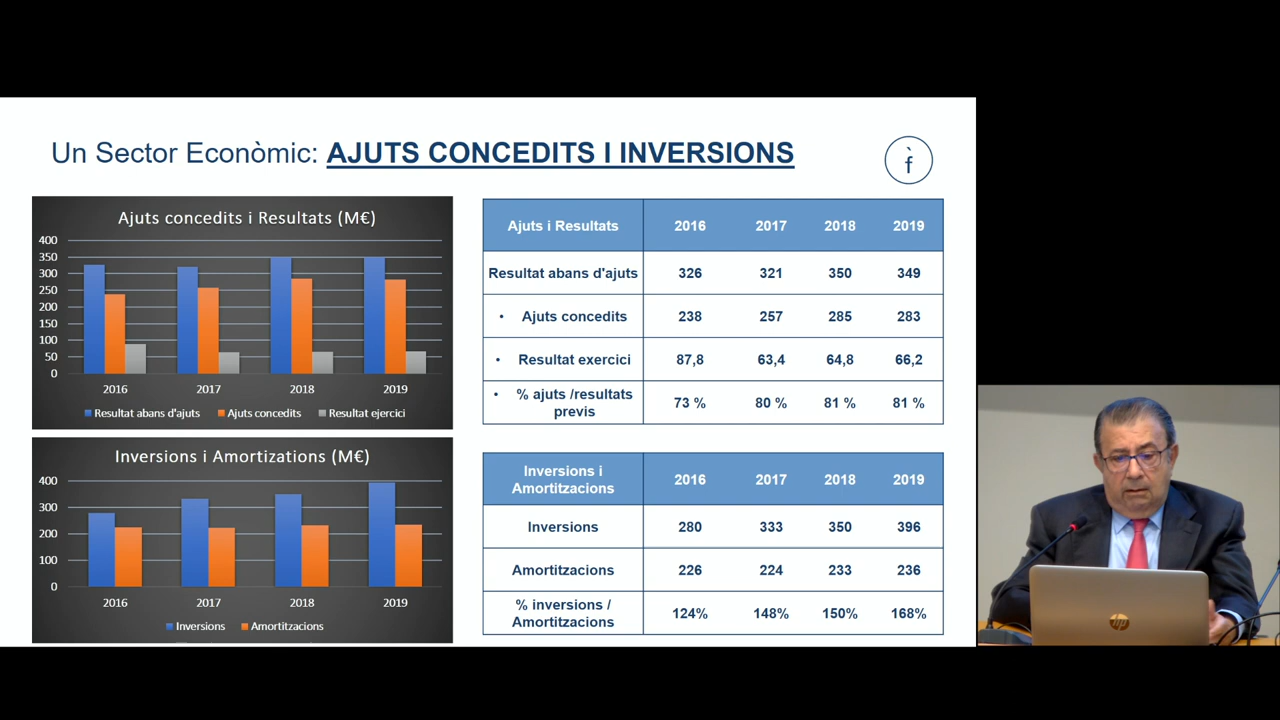 Un Sector Econòmic: AJUTS CONCEDITS I INVERSIONS
f̀
Ajuts concedits i Resultats (M€)
400
350
300
250
200
150
100
50
0
2016 2017 2018 2019
Resultat abans d'ajuts Ajuts concedits Resultat ejercici
Ajuts i Resultats 2016 2017 2018 2019
Resultat abans d'ajuts 326 321 350 349
• Ajuts concedits 238 257 285 283
• Resultat exercici 87,8 63,4 64,8 66,2
• % ajuts /resultats
previs 73 % 80 % 81 % 81 %
Inversions i Amortizations (M€)
400
300
200
100
0
2016 2017 2018 2019
Inversions Amortitzacions
Inversions i
Amortitzacions 2016 2017 2018 2019
Inversions 280 333 350 396
Amortitzacions 226 224 233 236
% inversions /
Amortitzacions 124% 148% 150% 168%
hp